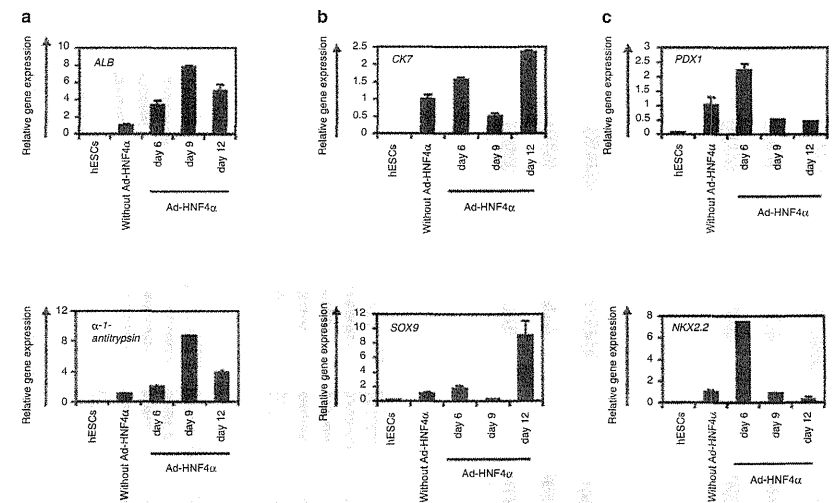 a
Relative gene expression
10
8
6
4
2
0
ALB
hESCs
Without Ad-HNF4α
day 6
day 9
day 12
Ad-HNF4α
b
Relative gene expression
2.5
2
1.5
1
0.5
0
CK7
hESCs
Without Ad-HNF4α
day 6
day 9
day 12
Ad-HNF4α
c
Relative gene expression
3
2.5
2
1.5
1
0.5
0
PDX1
hESCs
Without Ad-HNF4α
day 6
day 9
day 12
Ad-HNF4α
Relative gene expression
12
8
4
0
α-1-
antitrypsin
hESCs
Without Ad-HNF4α
day 6
day 9
day 12
Ad-HNF4α
Relative gene expression
12
10
8
6
4
2
0
SOX9
hESCs
Without Ad-HNF4α
day 6
day 9
day 12
Ad-HNF4α
Relative gene expression
8
6
4
2
0
NKX2.2
hESCs
Without Ad-HNF4α
day 6
day 9
day 12
Ad-HNF4α